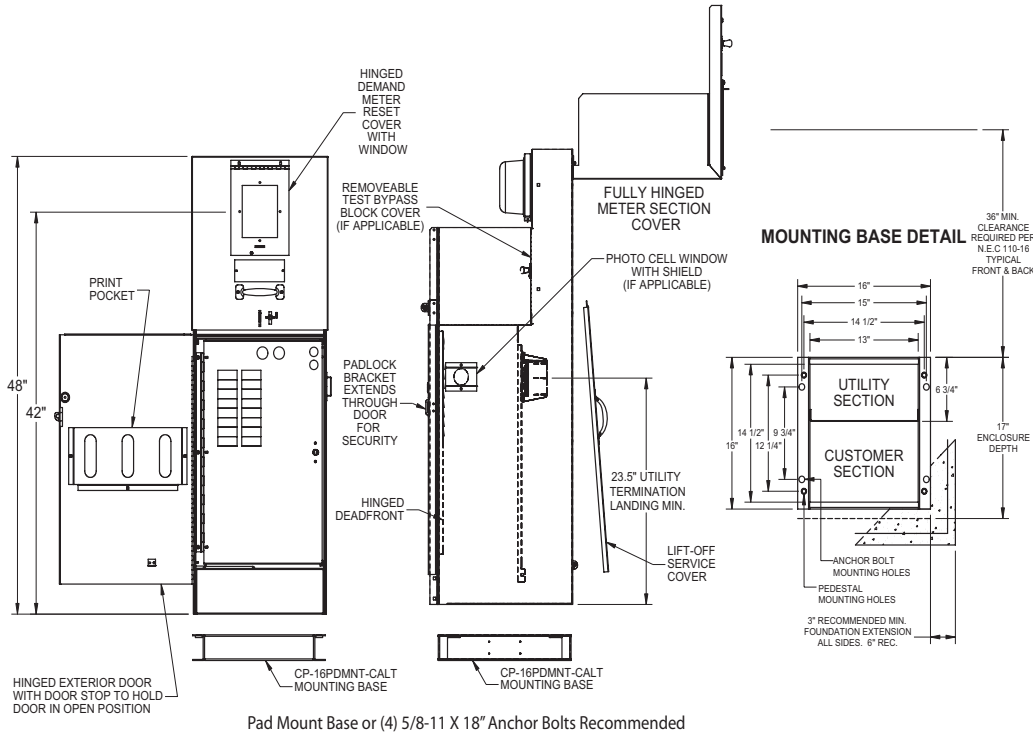 HINGED
DEMAND
METER
RESET
COVER
WITH
WINDOW
REMOVEABLE
TEST BYPASS
BLOCK COVER
(IF APPLICABLE)
FULLY HINGED
METER SECTION
COVER
PHOTO CELL WINDOW
WITH SHIELD
(IF APPLICABLE)
PRINT
POCKET
48"
42"
PADLOCK
BRACKET
EXTENDS
THROUGH
DOOR
FOR
SECURITY
HINGED
DEADFRONT
23.5" UTILITY
TERMINATION
LANDING MIN.
LIFT-OFF
SERVICE
COVER
HINGED EXTERIOR DOOR
WITH DOOR STOP TO HOLD
DOOR IN OPEN POSITION
CP-16PDMNT-CALT
MOUNTING BASE
CP-16PDMNT-CALT
MOUNTING BASE
MOUNTING BASE DETAIL
36" MIN.
CLEARANCE
REQUIRED PER
N.E.C 110-16
TYPICAL
FRONT & BACK
16"
15"
14 1/2"
13"
UTILITY
SECTION
CUSTOMER
SECTION
6 3/4"
16"
14 1/2"
12 1/4"
9 3/4"
17"
ENCLOSURE
DEPTH
ANCHOR BOLT
MOUNTING HOLES
PEDESTAL
MOUNTING HOLES
3" RECOMMENDED MIN.
FOUNDATION EXTENSION
ALL SIDES. 6" REC.
Pad Mount Base or (4) 5/8-11 X 18" Anchor Bolts Recommended